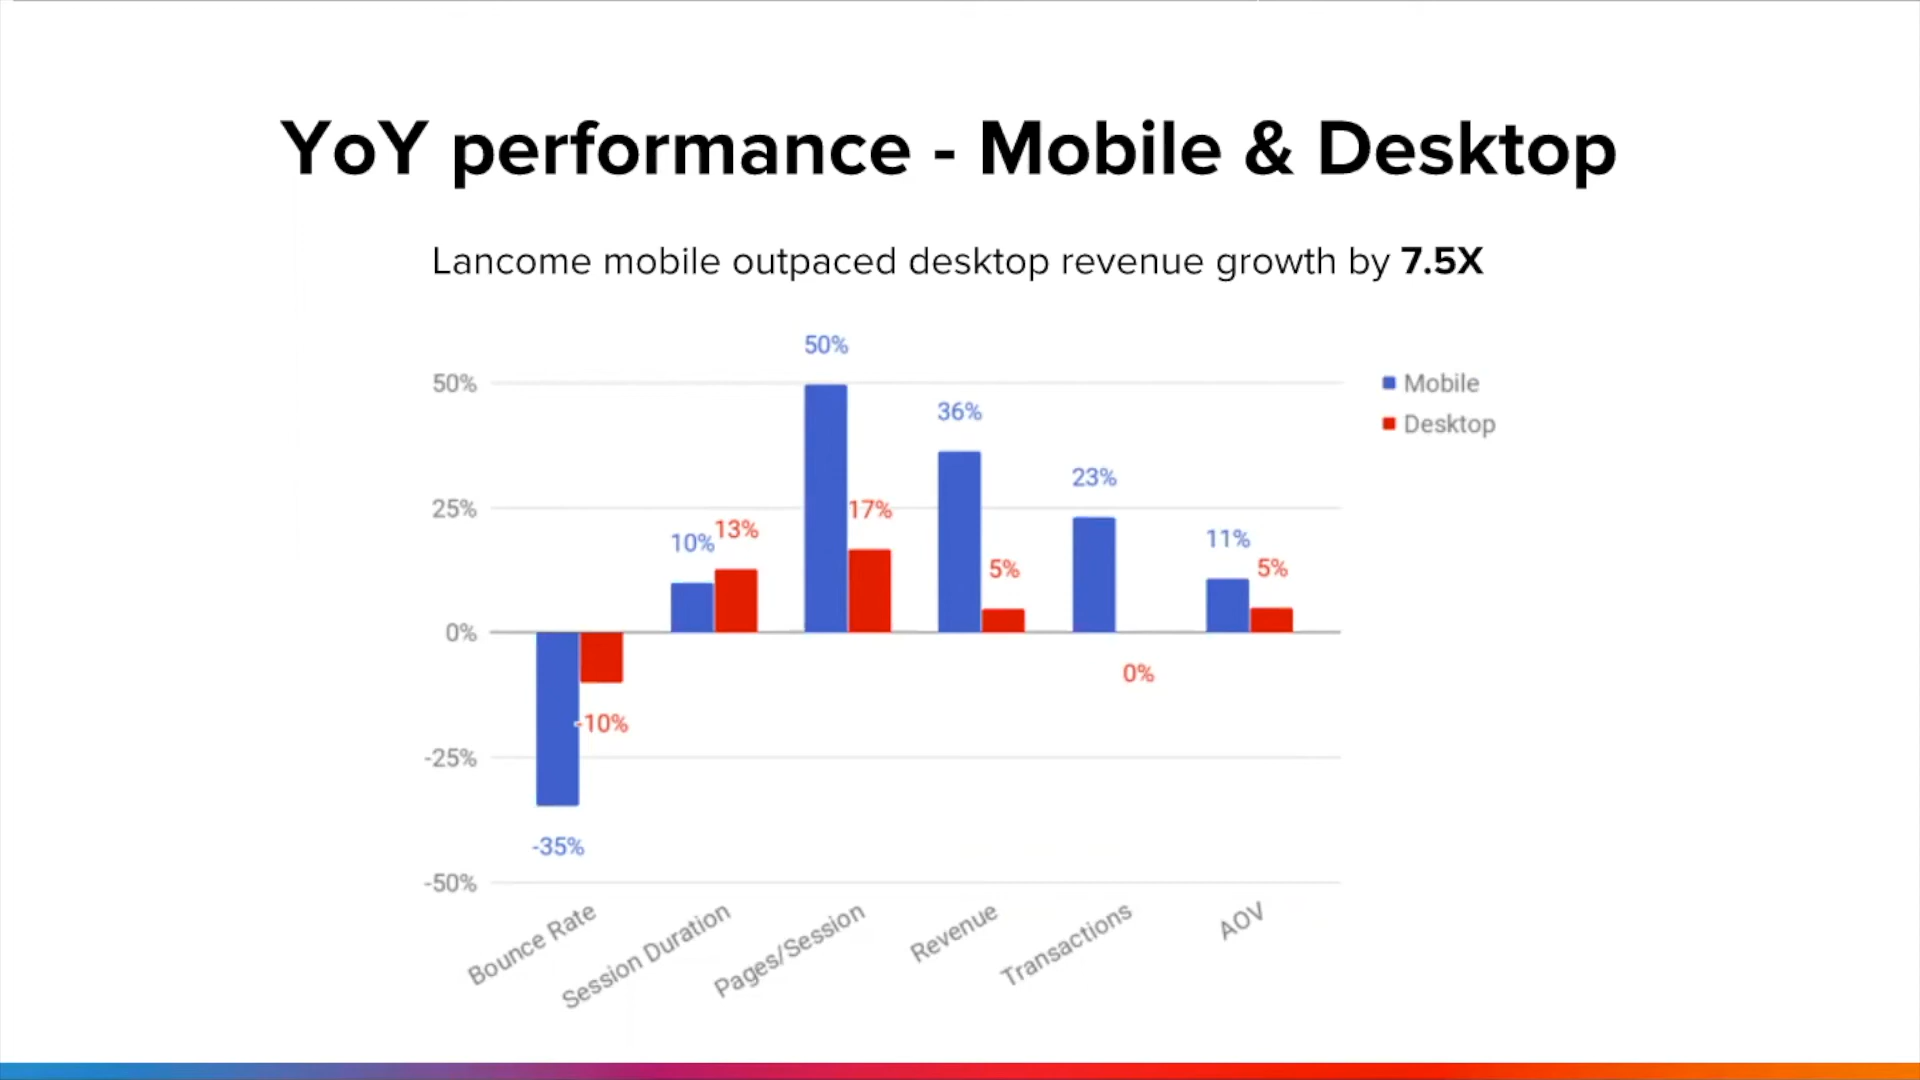 YoY performance - Mobile & Desktop
Lancome mobile outpaced desktop revenue growth by 7.5X
50%
25%
0%
-25%
-50%
-35%
-10%
10%
13%
50%
17%
36%
5%
23%
0%
11%
5%
Mobile
Desktop
Bounce Rate
Session Duration
Pages/Session
Revenue
Transactions
AOV